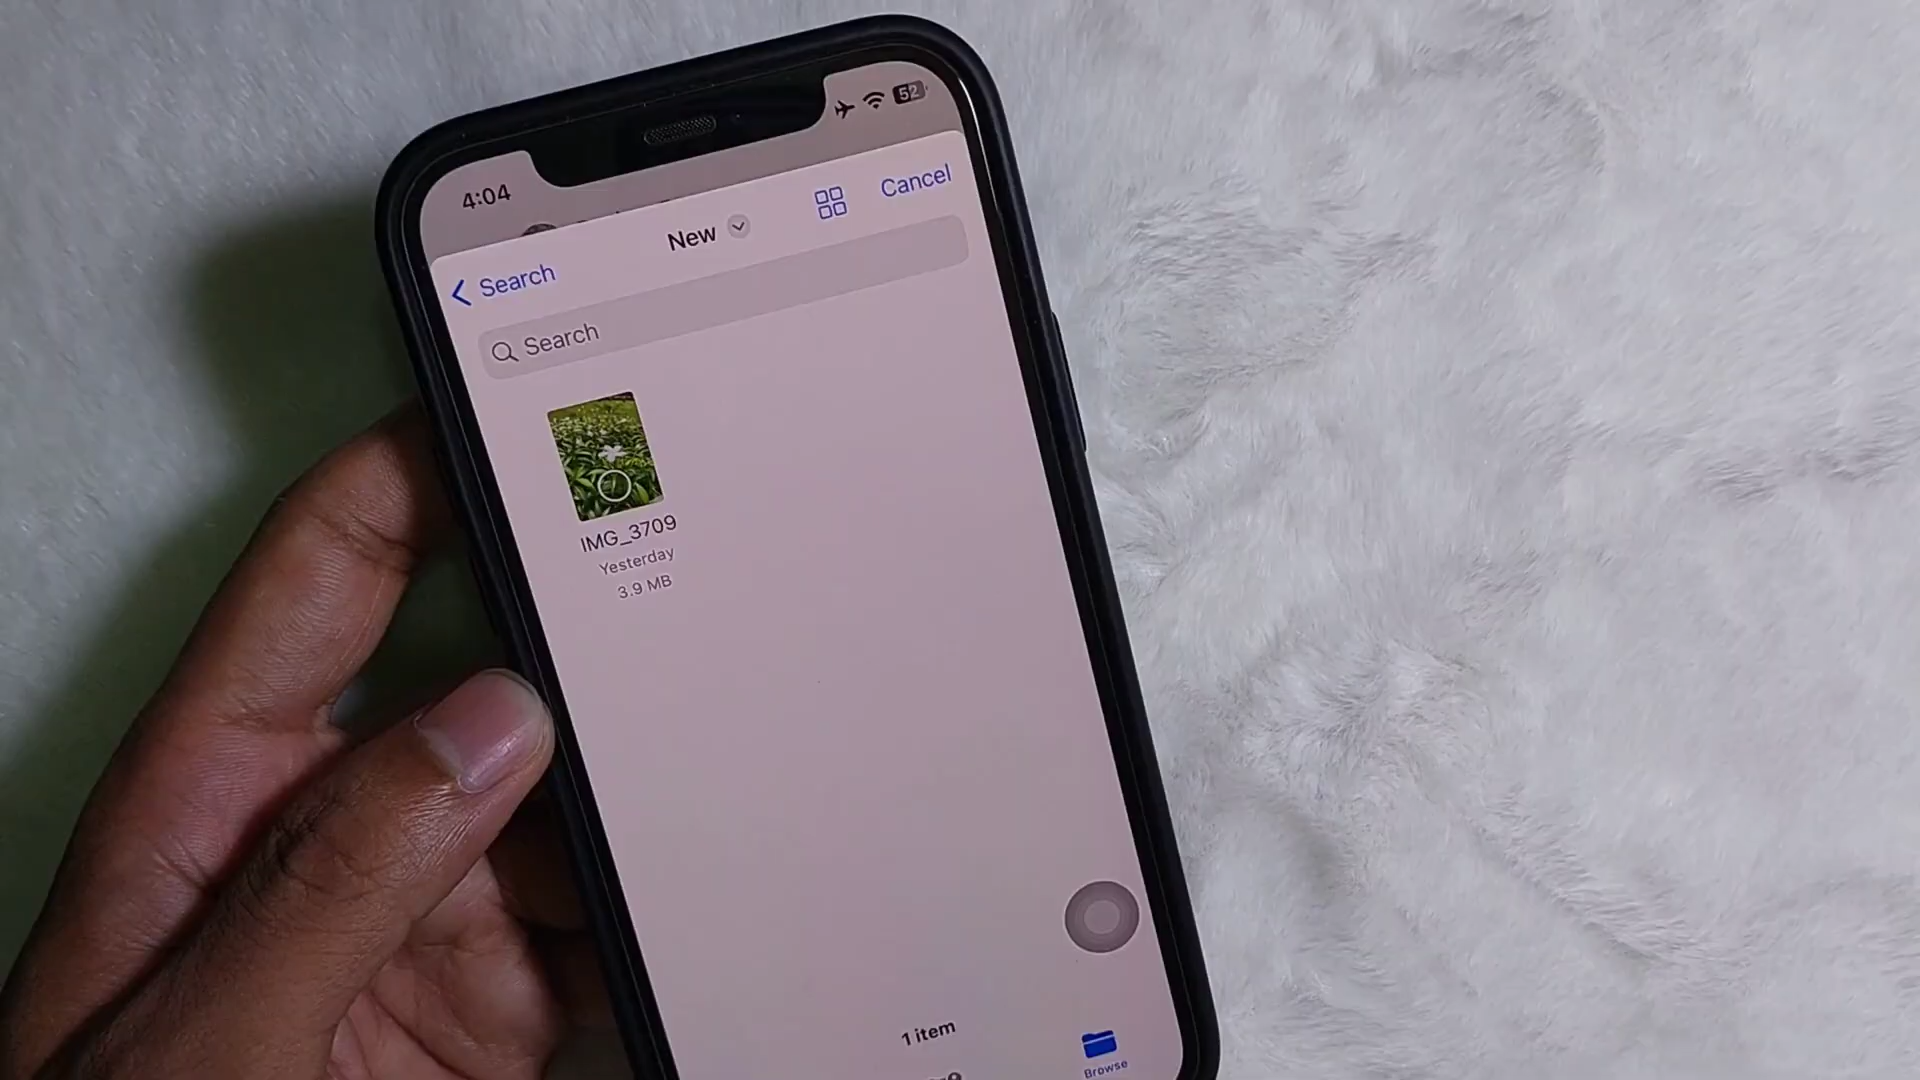 4:04
52
Cancel
New
Search
Search
IMG_3709
Yesterday
3.9 MB
1 item
Browse